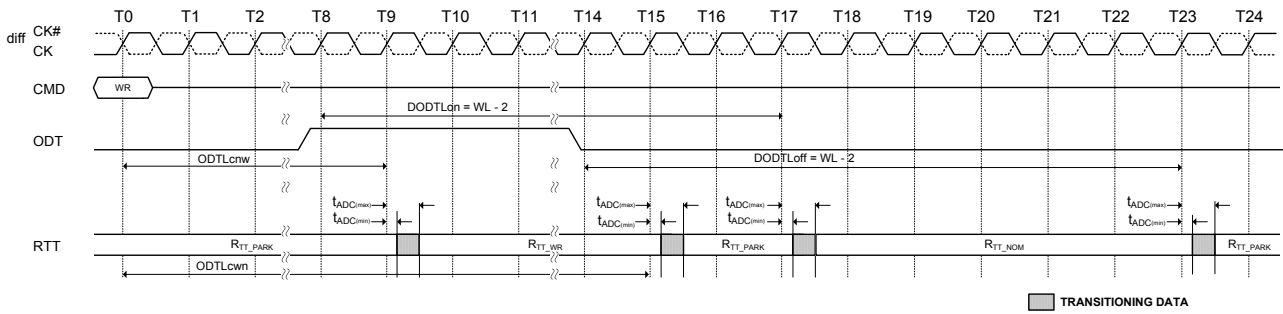 T0 T1 T2 T8 T9 T10 T11 T14 T15 T16 T17 T18 T19 T20 T21 T22 T23 T24
diff CK#
CK
CMD WR
DODTLon = WL - 2
ODT
ODTLcnw DODTLoff = WL - 2
tADC(max) tADC(max) tADC(max) tADC(max)
tADC(min) tADC(min) tADC(min) tADC(min)
RTT RTT_PARK RTT_WR RTT_PARK RTT_NOM RTT_PARK
ODTLcwn
TRANSITIONING DATA